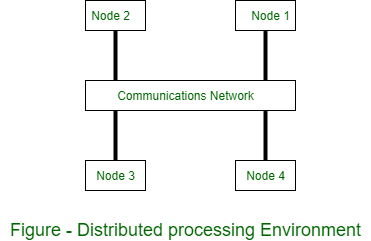 Node 2
Node 1
Communications Network
Node 3
Node 4
Figure - Distributed processing Environment